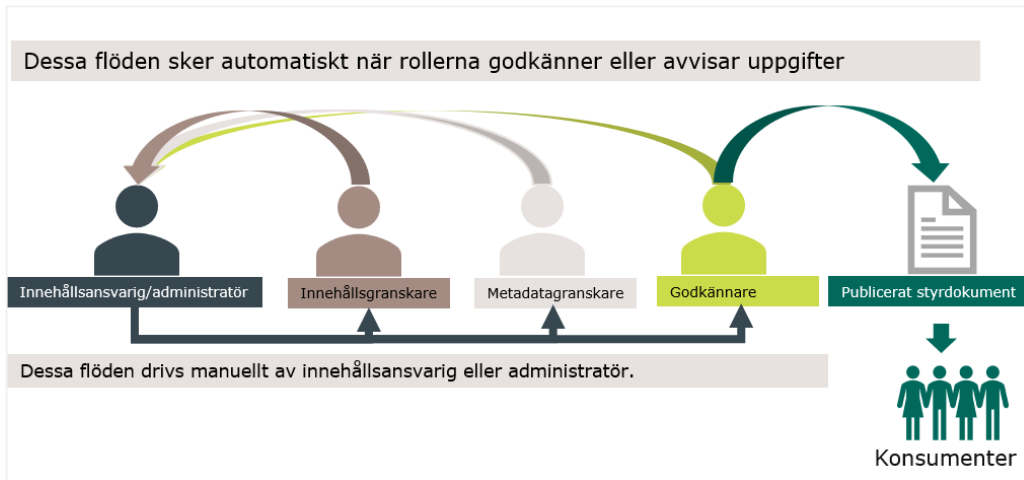 Dessa flöden sker automatiskt när rollerna godkänner eller avvisar uppgifter
Innehållsansvarig/administratör
Innehållsgranskare
Metadatagranskare
Godkännare
Publicerat styrdokument
Dessa flöden drivs manuellt av innehållsansvarig eller administratör.
Konsumenter